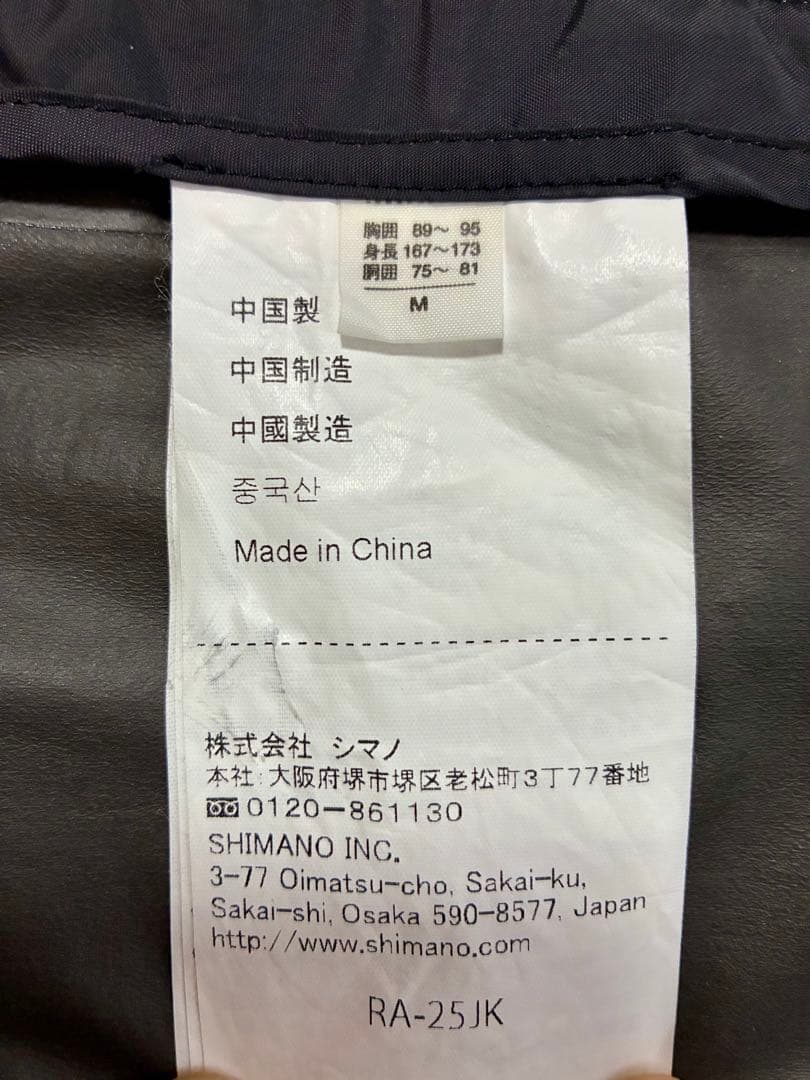 胸囲 89〜 95
身長 167〜173
胴囲 75〜 81
M
中国製
中国制造
中國製造
중국산
Made in China
株式会社 シマノ
本社:大阪府堺市堺区老松町3丁77番地
0120-861130
SHIMANO INC.
3-77 Oimatsu-cho, Sakai-ku,
Sakai-shi, Osaka 590-8577, Japan
http://www.shimano.com
RA-25JK